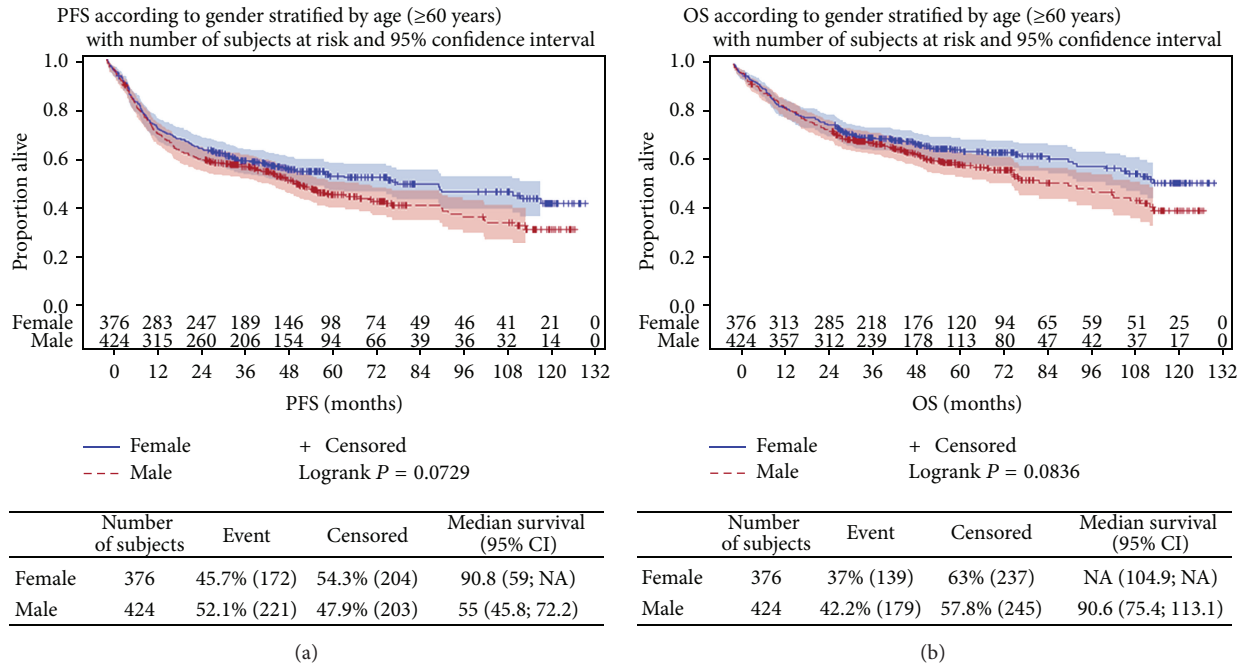 PFS according to gender stratified by age (≥60 years)
with number of subjects at risk and 95% confidence interval
1.0
0.8
0.6
0.4
0.2
0.0
Proportion alive
Female 376 283 247 189 146 98 74 49 46 41 21 0
Male 424 315 260 206 154 94 66 39 36 32 14 0
0 12 24 36 48 60 72 84 96 108 120 132
PFS (months)
Female + Censored
Male Logrank P = 0.0729
Number of subjects Event Censored Median survival (95% CI)
Female 376 45.7% (172) 54.3% (204) 90.8 (59; NA)
Male 424 52.1% (221) 47.9% (203) 55 (45.8; 72.2)
(a)
OS according to gender stratified by age (≥60 years)
with number of subjects at risk and 95% confidence interval
1.0
0.8
0.6
0.4
0.2
0.0
Proportion alive
Female 376 313 285 218 176 120 94 65 59 51 25 0
Male 424 357 312 239 178 113 80 47 42 37 17 0
0 12 24 36 48 60 72 84 96 108 120 132
OS (months)
Female + Censored
Male Logrank P = 0.0836
Number of subjects Event Censored Median survival (95% CI)
Female 376 37% (139) 63% (237) NA (104.9; NA)
Male 424 42.2% (179) 57.8% (245) 90.6 (75.4; 113.1)
(b)